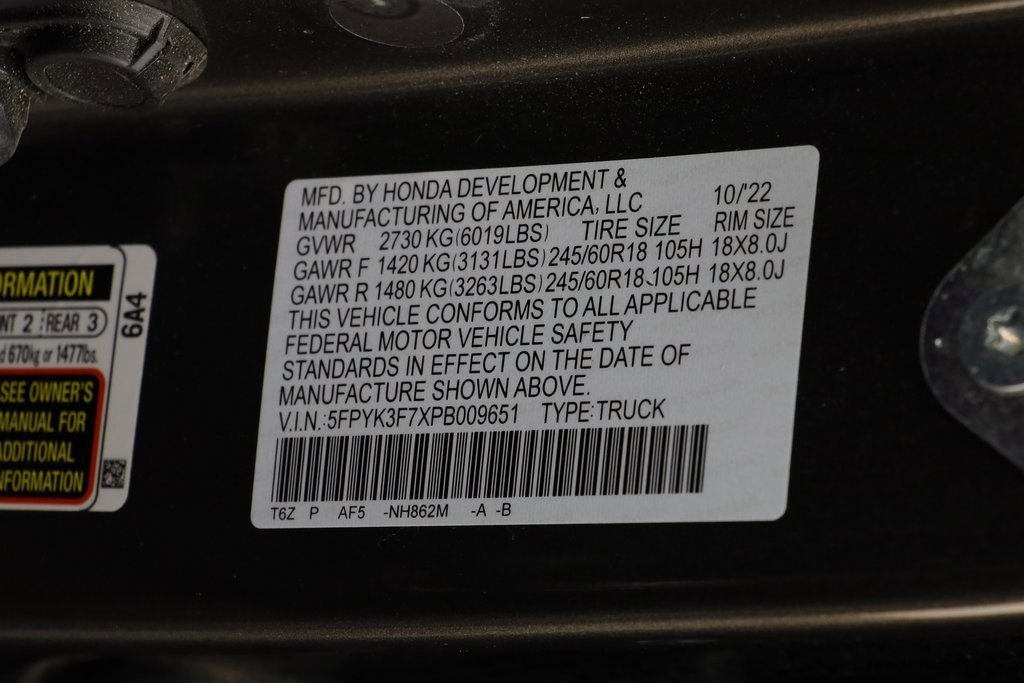 MFD. BY HONDA DEVELOPMENT &
MANUFACTURING OF AMERICA, LLC 10/'22
GVWR 2730 KG(6019LBS) TIRE SIZE RIM SIZE
GAWR F 1420 KG(3131LBS) 245/60R18 105H 18X8.0J
GAWR R 1480 KG(3263LBS) 245/60R18 105H 18X8.0J
THIS VEHICLE CONFORMS TO ALL APPLICABLE
FEDERAL MOTOR VEHICLE SAFETY
STANDARDS IN EFFECT ON THE DATE OF
MANUFACTURE SHOWN ABOVE.
V.I.N.:5FPYK3F7XPB009651 TYPE:TRUCK
T6Z P AF5 -NH862M -A -B
RMATION
NT 2 REAR 3
d 670kg or 1477lbs.
SEE OWNER'S
MANUAL FOR
ADDITIONAL
NFORMATION
6A4